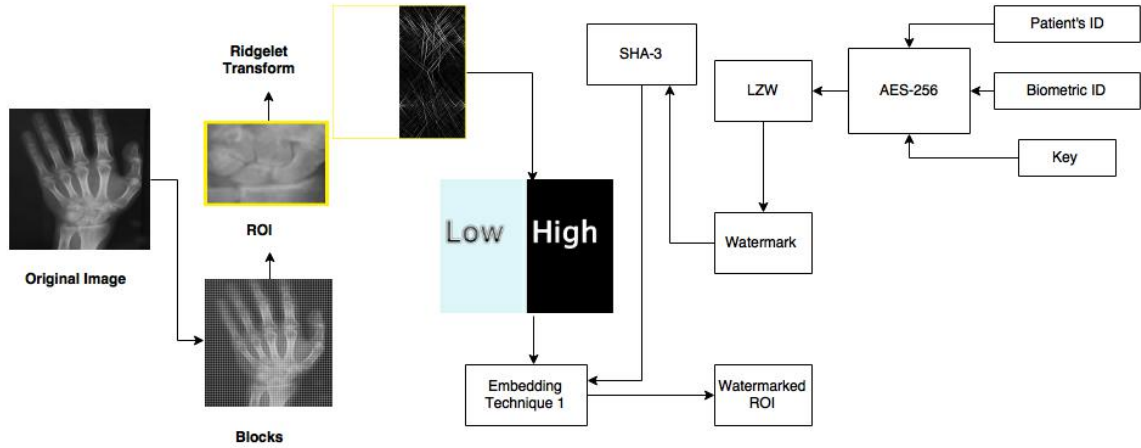 Original Image
Blocks
ROI
Ridgelet
Transform
Low High
Embedding
Technique 1
Watermarked
ROI
SHA-3
Watermark
LZW
AES-256
Patient's ID
Biometric ID
Key